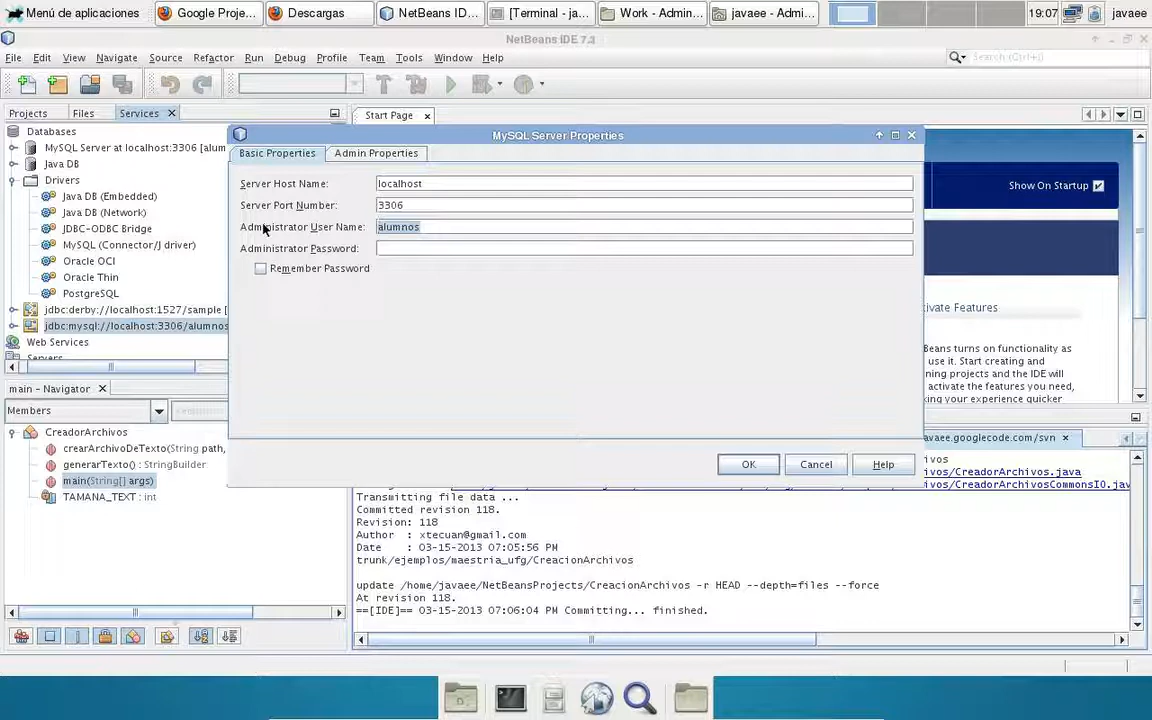 Menú de aplicaciones
Google Proje...
Descargas
NetBeans ID...
[Terminal - ja...
Work - Admin...
javaee - Admi...
19:07
javaee
NetBeans IDE 7.3
File Edit View Navigate Source Refactor Run Debug Profile Team Tools Window Help
Search (Ctrl+I)
Projects Files Services
Start Page
Databases
MySQL Server at localhost:3306 [alum
Java DB
Drivers
Java DB (Embedded)
Java DB (Network)
JDBC-ODBC Bridge
MySQL (Connector/J driver)
Oracle OCI
Oracle Thin
PostgreSQL
jdbc:derby://localhost:1527/sample [
jdbc:mysql://localhost:3306/alumnos
Web Services
Servers
MySQL Server Properties
Basic Properties Admin Properties
Server Host Name: localhost
Server Port Number: 3306
Administrator User Name: alumnos
Administrator Password:
Remember Password
OK Cancel Help
Show On Startup
ivate Features
Beans turns on functionality as
use it. Start creating and
ning projects and the IDE will
activate the features you need,
king your experience quicker
main - Navigator
Members
CreadorArchivos
crearArchivoDeTexto(String path,
generarTexto() : StringBuilder
main(String[] args)
TAMANA_TEXT : int
avaee.googlecode.com/svn
ivos
ivos/CreadorArchivos.java
ivos/CreadorArchivosCommonsIO.jav
Transmitting file data ...
Committed revision 118.
Revision: 118
Author : xtecuan@gmail.com
Date : 03-15-2013 07:05:56 PM
trunk/ejemplos/maestria_ufg/CreacionArchivos
update /home/javaee/NetBeansProjects/CreacionArchivos -r HEAD --depth=files --force
At revision 118.
==[IDE]== 03-15-2013 07:06:04 PM Committing... finished.